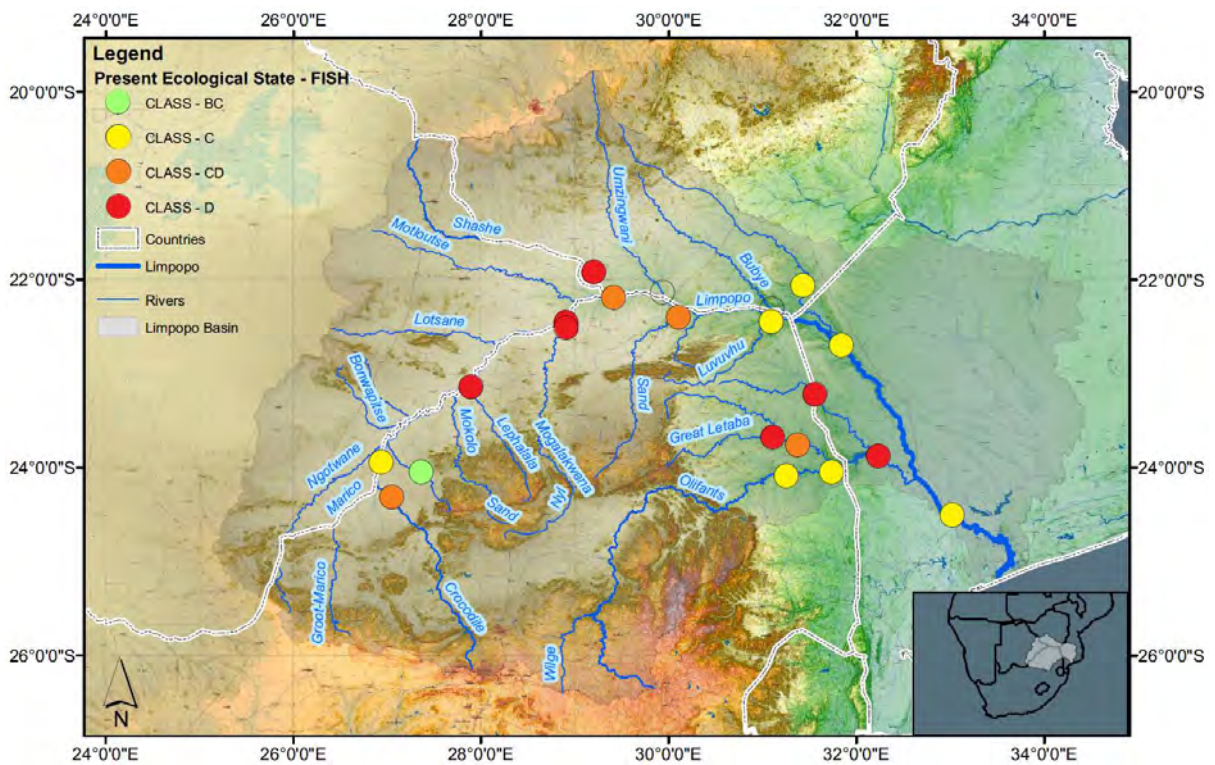 24°0'0"E 26°0'0"E 28°0'0"E 30°0'0"E 32°0'0"E 34°0'0"E
Legend
Present Ecological State - FISH
CLASS - BC
CLASS - C
CLASS - CD
CLASS - D
Countries
Limpopo
Rivers
Limpopo Basin
20°0'0"S 20°0'0"S
Umzingwani
Shashe
Motloutse
Bubye
22°0'0"S 22°0'0"S
Limpopo
Lotsane
Luvuvhu
Bonwapitse
Sand
Mokolo
Lephalala
Mogalakwena
Great Letaba
24°0'0"S 24°0'0"S
Ngotwane
Marico
Olifants
Nyl
Sand
Groot-Marico
Crocodile
Wilge
26°0'0"S 26°0'0"S
N
24°0'0"E 26°0'0"E 28°0'0"E 30°0'0"E 32°0'0"E 34°0'0"E